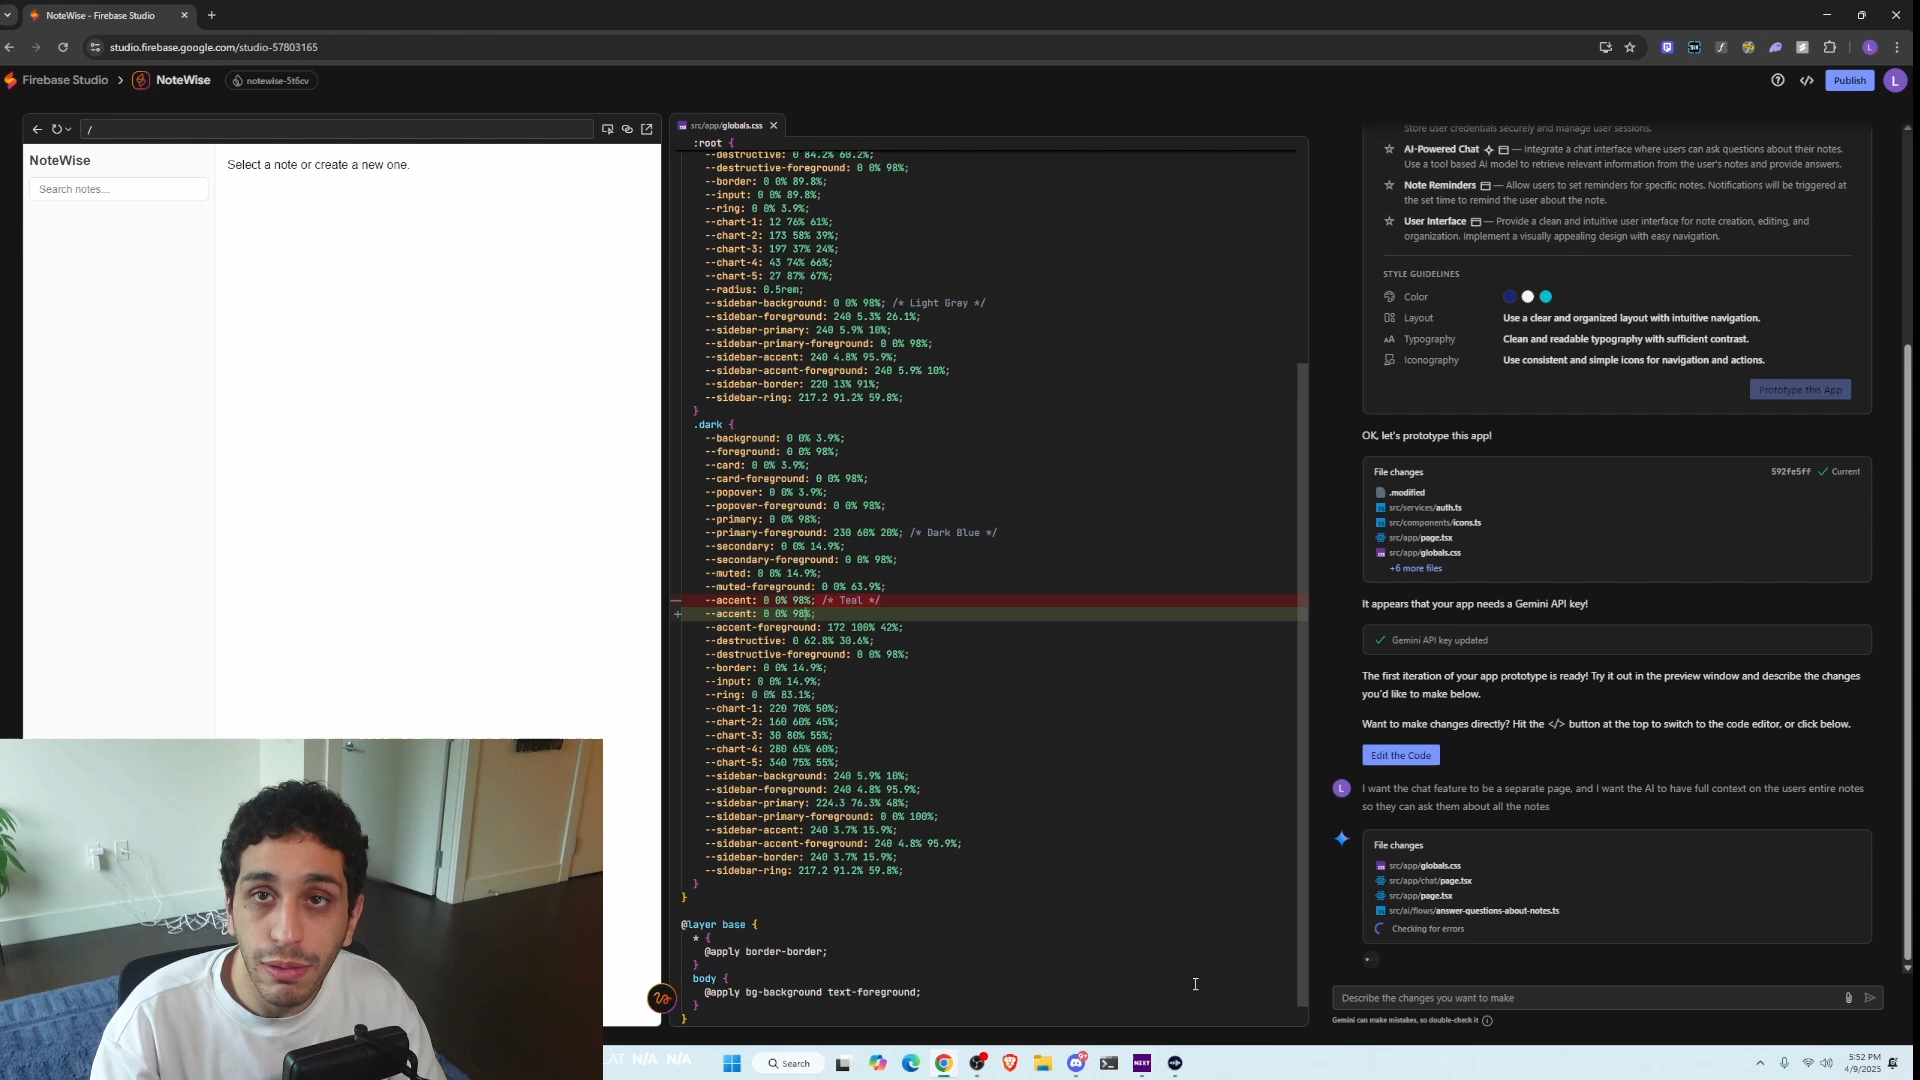 NoteWise - Firebase Studio
studio.firebase.google.com/studio-57803165
L
Firebase Studio
NoteWise
notewise-5t6cv
Publish
L
/
NoteWise
Search notes...
Select a note or create a new one.
src/app/globals.css
:root {
--destructive: 0 84.2% 60.2%;
--destructive-foreground: 0 0% 98%;
--border: 0 0% 89.8%;
--input: 0 0% 89.8%;
--ring: 0 0% 3.9%;
--chart-1: 12 76% 61%;
--chart-2: 173 58% 39%;
--chart-3: 197 37% 24%;
--chart-4: 43 74% 66%;
--chart-5: 27 87% 67%;
--radius: 0.5rem;
--sidebar-background: 0 0% 98%; /* Light Gray */
--sidebar-foreground: 240 5.3% 26.1%;
--sidebar-primary: 240 5.9% 10%;
--sidebar-primary-foreground: 0 0% 98%;
--sidebar-accent: 240 4.8% 95.9%;
--sidebar-accent-foreground: 240 5.9% 10%;
--sidebar-border: 220 13% 91%;
--sidebar-ring: 217.2 91.2% 59.8%;
}
.dark {
--background: 0 0% 3.9%;
--foreground: 0 0% 98%;
--card: 0 0% 3.9%;
--card-foreground: 0 0% 98%;
--popover: 0 0% 3.9%;
--popover-foreground: 0 0% 98%;
--primary: 0 0% 98%;
--primary-foreground: 230 60% 20%; /* Dark Blue */
--secondary: 0 0% 14.9%;
--secondary-foreground: 0 0% 98%;
--muted: 0 0% 14.9%;
--muted-foreground: 0 0% 63.9%;
--accent: 0 0% 98%; /* Teal */
--accent: 0 0% 98%;
--accent-foreground: 172 100% 42%;
--destructive: 0 62.8% 30.6%;
--destructive-foreground: 0 0% 98%;
--border: 0 0% 14.9%;
--input: 0 0% 14.9%;
--ring: 0 0% 83.1%;
--chart-1: 220 70% 50%;
--chart-2: 160 60% 45%;
--chart-3: 30 80% 55%;
--chart-4: 280 65% 60%;
--chart-5: 340 75% 55%;
--sidebar-background: 240 5.9% 10%;
--sidebar-foreground: 240 4.8% 95.9%;
--sidebar-primary: 224.3 76.3% 48%;
--sidebar-primary-foreground: 0 0% 100%;
--sidebar-accent: 240 3.7% 15.9%;
--sidebar-accent-foreground: 240 4.8% 95.9%;
--sidebar-border: 240 3.7% 15.9%;
--sidebar-ring: 217.2 91.2% 59.8%;
}
}
@layer base {
* {
@apply border-border;
}
body {
@apply bg-background text-foreground;
}
}
Store user credentials securely and manage user sessions.
AI-Powered Chat — Integrate a chat interface where users can ask questions about their notes.
Use a tool based AI model to retrieve relevant information from the user's notes and provide answers.
Note Reminders — Allow users to set reminders for specific notes. Notifications will be triggered at
the set time to remind the user about the note.
User Interface — Provide a clean and intuitive user interface for note creation, editing, and
organization. Implement a visually appealing design with easy navigation.
STYLE GUIDELINES
Color
Layout Use a clear and organized layout with intuitive navigation.
Typography Clean and readable typography with sufficient contrast.
Iconography Use consistent and simple icons for navigation and actions.
Prototype this App
OK, let's prototype this app!
File changes 592fe5ff Current
.modified
src/services/auth.ts
src/components/icons.ts
src/app/page.tsx
src/app/globals.css
+6 more files
It appears that your app needs a Gemini API key!
Gemini API key updated
The first iteration of your app prototype is ready! Try it out in the preview window and describe the changes
you'd like to make below.
Want to make changes directly? Hit the </> button at the top to switch to the code editor, or click below.
Edit the Code
L
I want the chat feature to be a separate page, and I want the AI to have full context on the users entire notes
so they can ask them about all the notes
File changes
src/app/globals.css
src/app/chat/page.tsx
src/app/page.tsx
src/ai/flows/answer-questions-about-notes.ts
Checking for errors
Describe the changes you want to make
Gemini can make mistakes, so double-check it
N/A N/A
Search
5:52 PM
4/9/2025